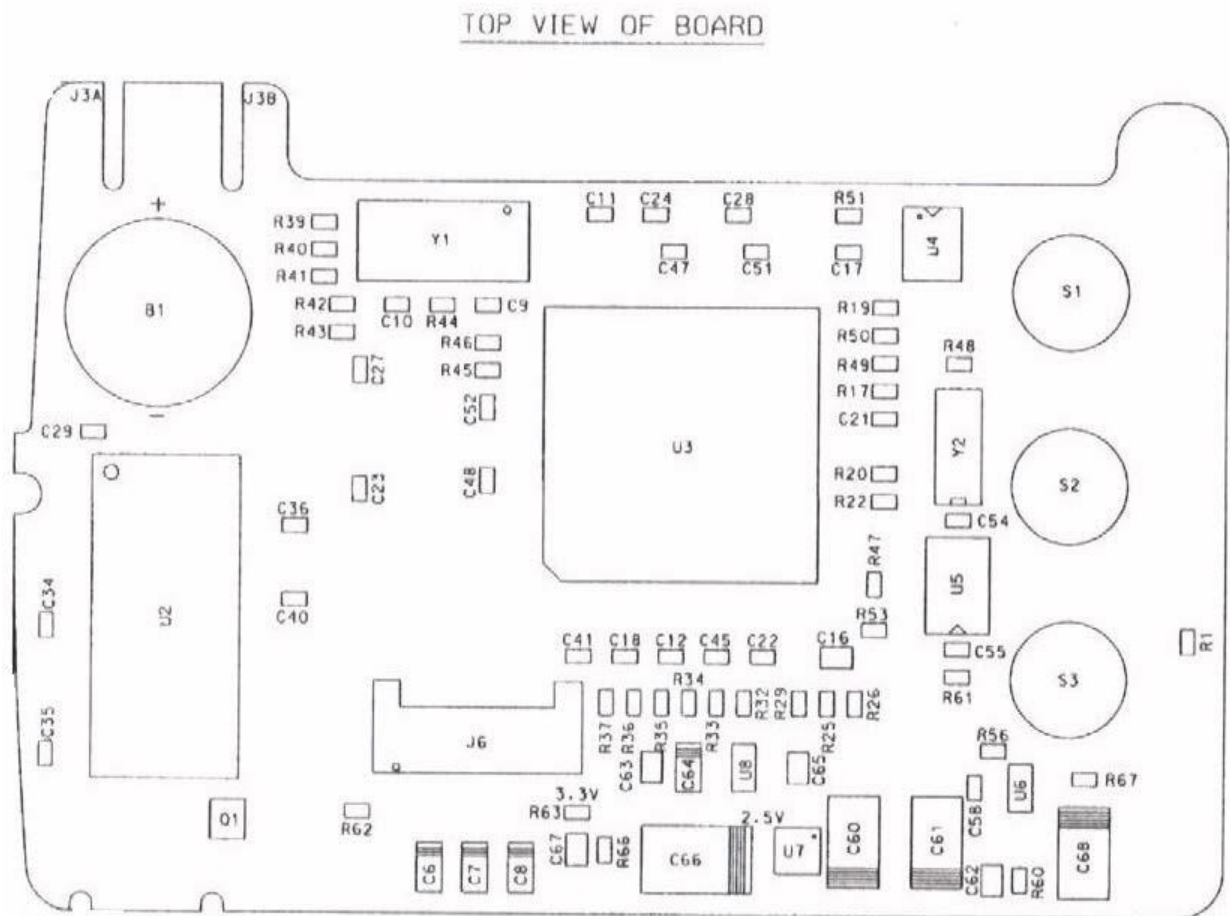 TOP VIEW OF BOARD
J3A J3B
+
C11 C24 C28 R51
R39
Y1
R40
U4
R41
C47 C51 C17
S1
B1
R42 C10 R44 C9
R19
R43
R46
R50
C27
R45
R49 R48
R17
C52
C21
−
C29
U3
Y2
C23 C48
R20
S2
R22
C36
C54
R47
C34
U2
C40
U5
R53
R1
C41 C18 C12 C45 C22 C16
C55
R34
R61
S3
R37 R36 R35 R33 R32 R29 R25 R26
C35
J6
R56
C63 C64 U8 C65
U6
R67
3.3V
C58
Q1
R62
R63
2.5V
C6 C7 C8 C67 R66 C66 U7 C60 C61 C62 R60 C68